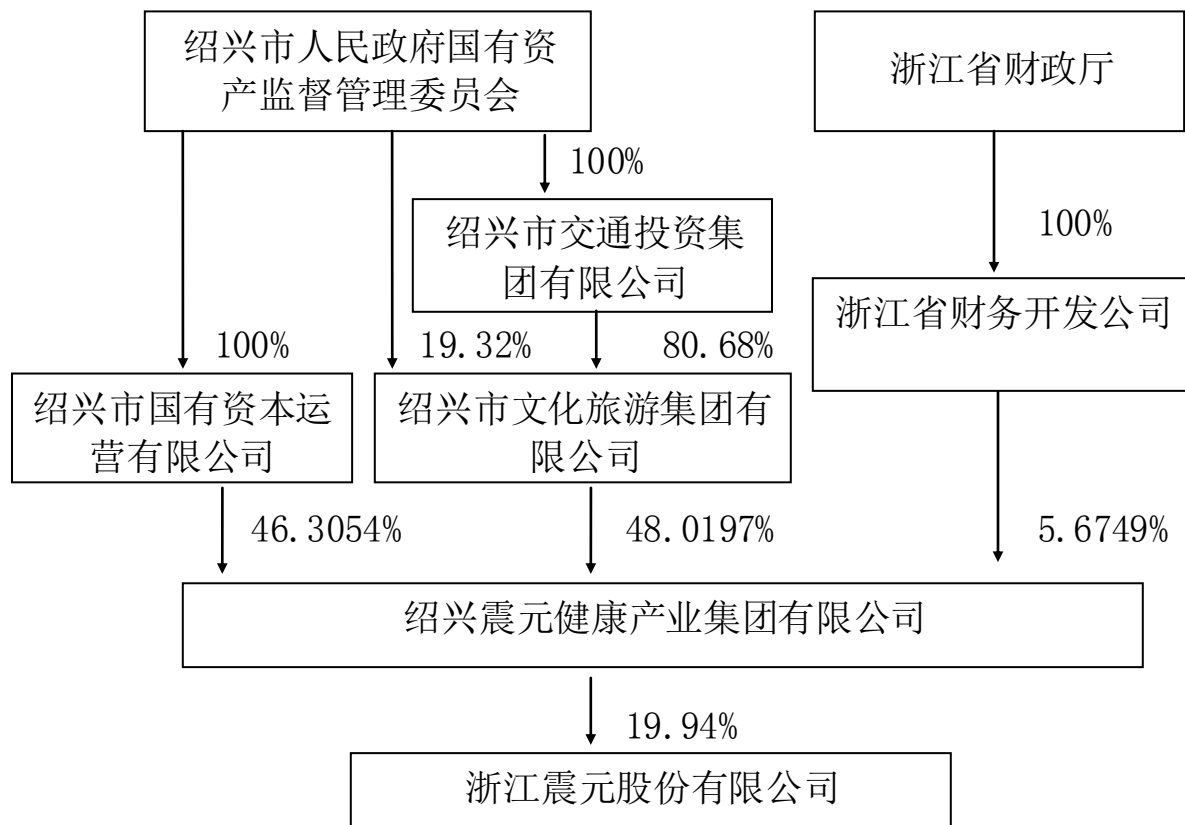 绍兴市人民政府国有资
产监督管理委员会
浙江省财政厅
100%
绍兴市交通投资集
团有限公司
100%
浙江省财务开发公司
100%
19.32%
80.68%
绍兴市国有资本运
营有限公司
绍兴市文化旅游集团有
限公司
46.3054%
48.0197%
5.6749%
绍兴震元健康产业集团有限公司
19.94%
浙江震元股份有限公司